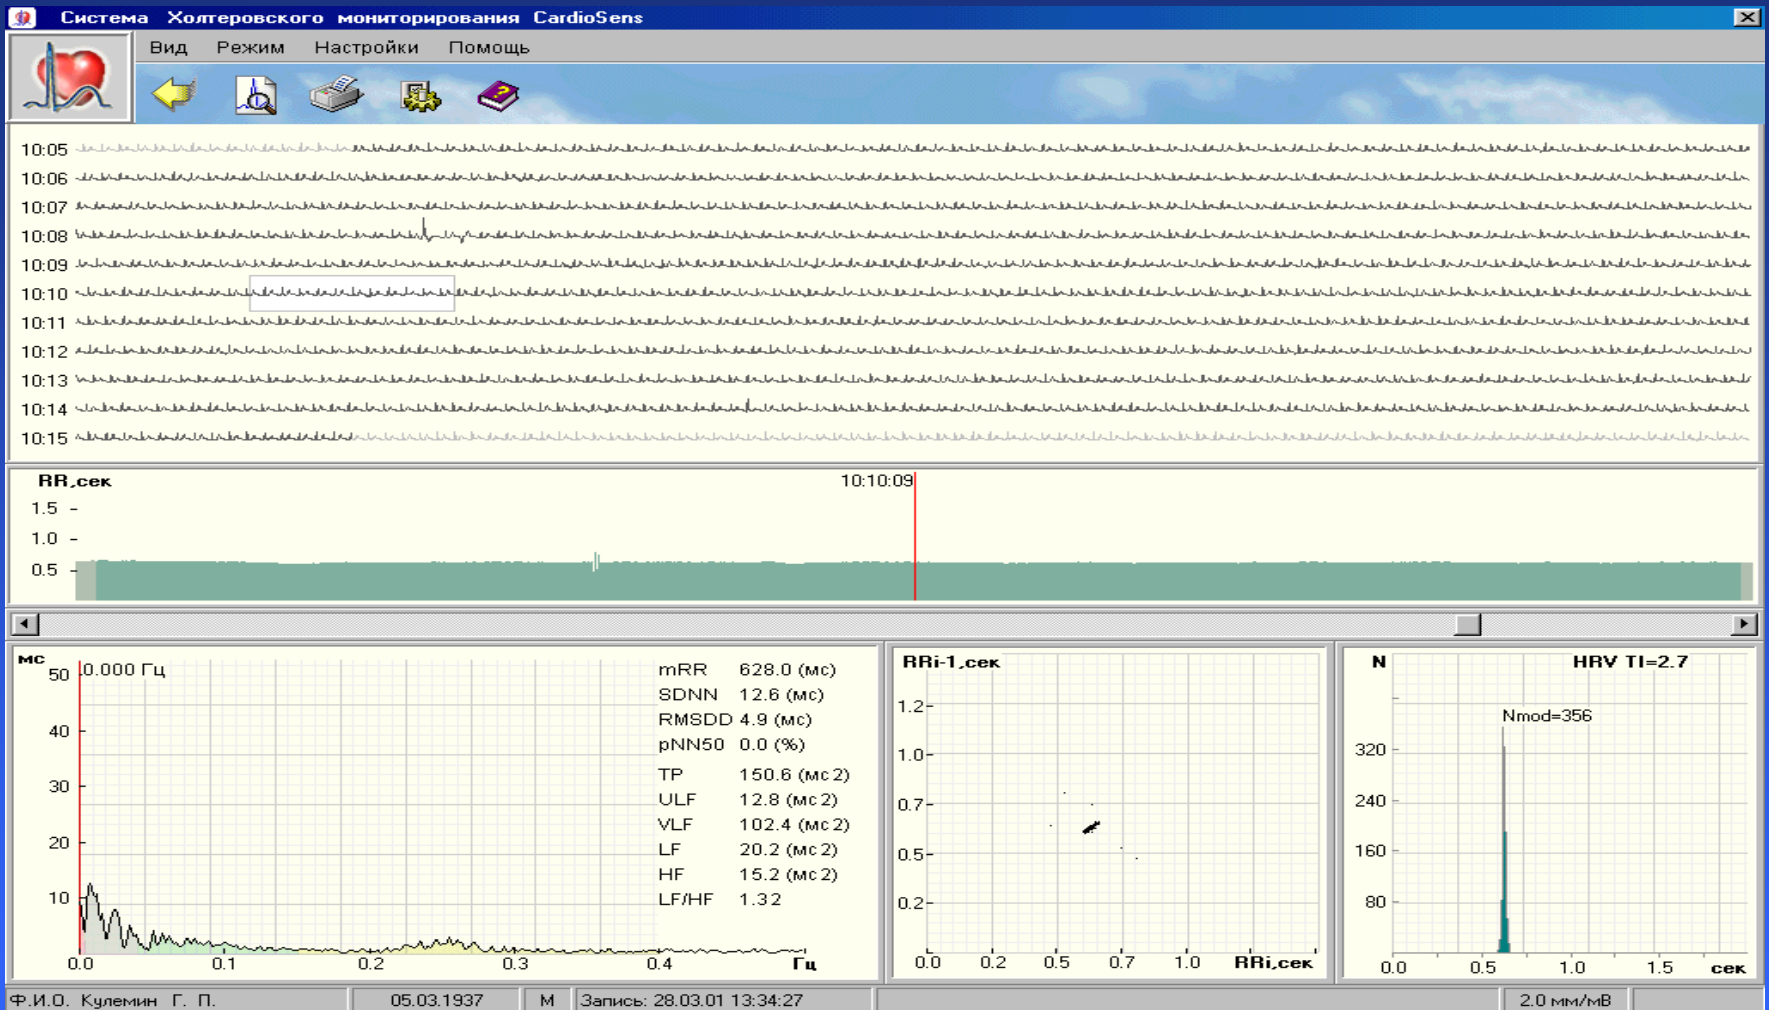 Система Холтеровского мониторирования CardioSens
Вид Режим Настройки Помощь
10:05
10:06
10:07
10:08
10:09
10:10
10:11
10:12
10:13
10:14
10:15
RR,сек 10:10:09
1.5
1.0
0.5
мс
50
40
30
20
10
0.000 Гц
mRR 628.0 (мс)
SDNN 12.6 (мс)
RMSDD 4.9 (мс)
pNN50 0.0 (%)
TP 150.6 (мс2)
ULF 12.8 (мс2)
VLF 102.4 (мс2)
LF 20.2 (мс2)
HF 15.2 (мс2)
LF/HF 1.32
0.0 0.1 0.2 0.3 0.4 Гц
RRi-1,сек
1.2
1.0
0.7
0.5
0.2
0.0 0.2 0.5 0.7 1.0 RRi,сек
N HRV TI=2.7
Nmod=356
320
240
160
80
0.0 0.5 1.0 1.5 сек
Ф.И.О. Кулемин Г. П. 05.03.1937 М Запись: 28.03.01 13:34:27 2.0 мм/мВ